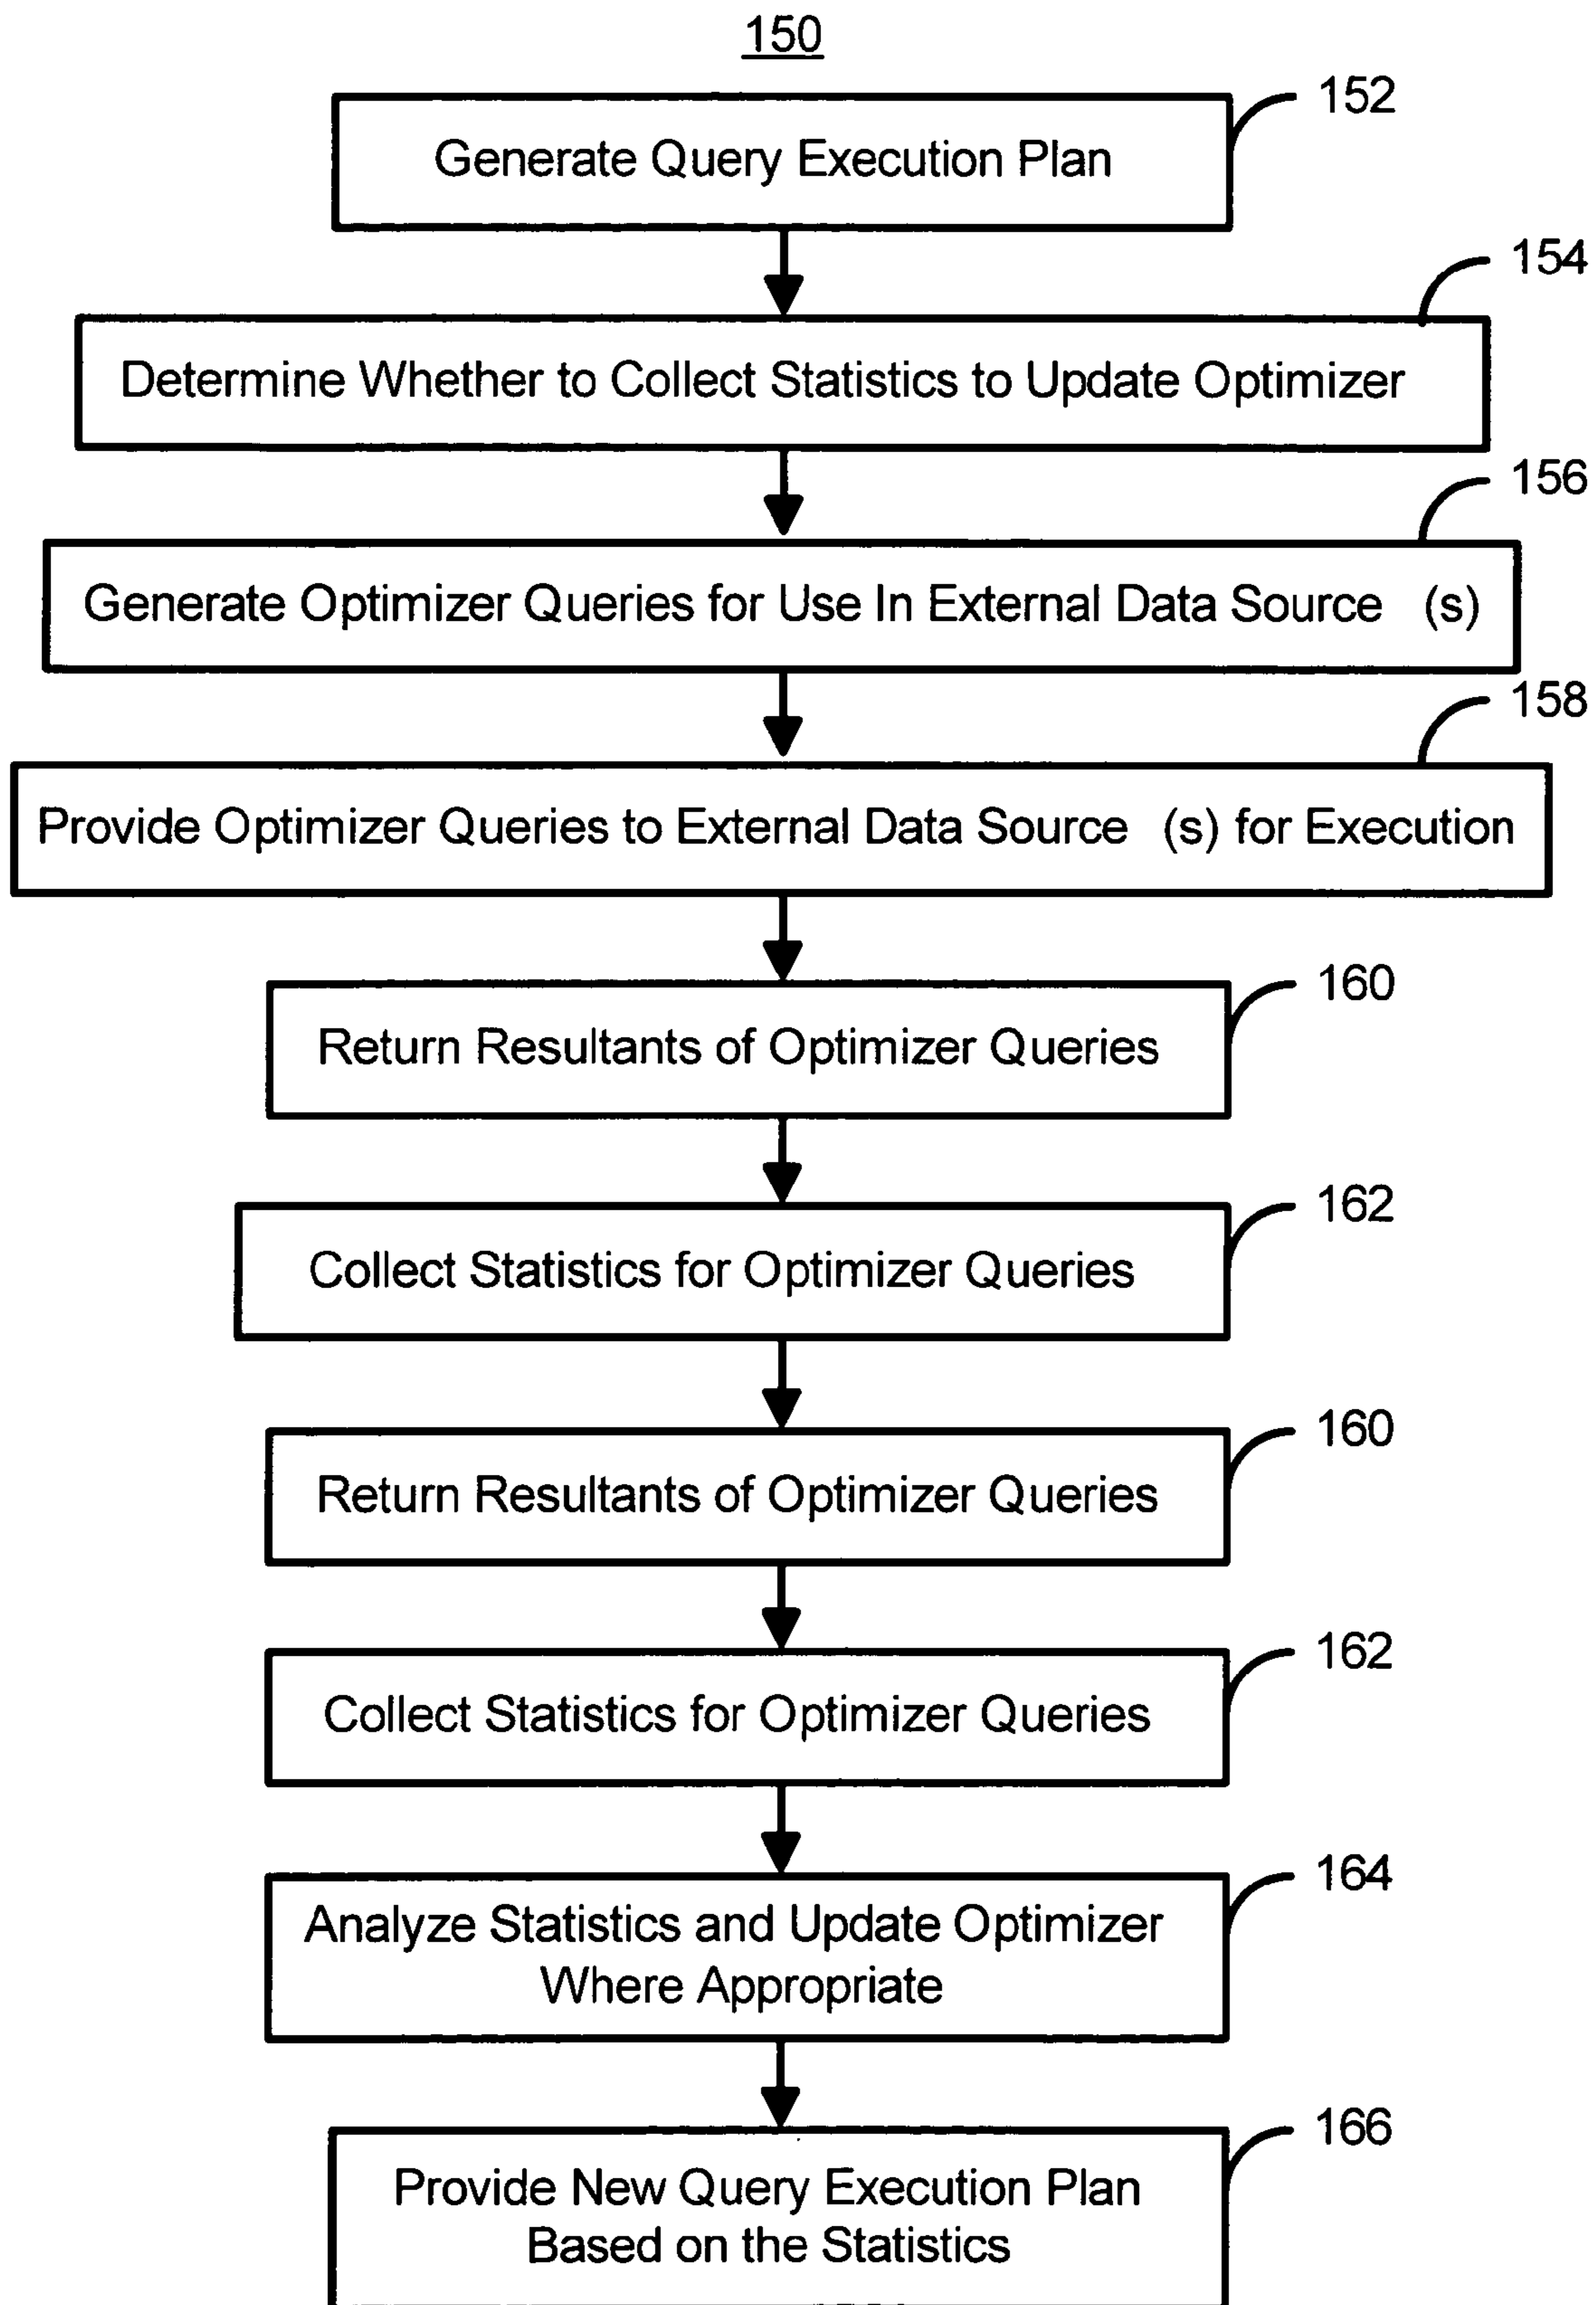 150
152
Generate Query Execution Plan
154
Determine Whether to Collect Statistics to Update Optimizer
156
Generate Optimizer Queries for Use In External Data Source (s)
158
Provide Optimizer Queries to External Data Source (s) for Execution
160
Return Resultants of Optimizer Queries
162
Collect Statistics for Optimizer Queries
160
Return Resultants of Optimizer Queries
162
Collect Statistics for Optimizer Queries
164
Analyze Statistics and Update Optimizer
Where Appropriate
166
Provide New Query Execution Plan
Based on the Statistics